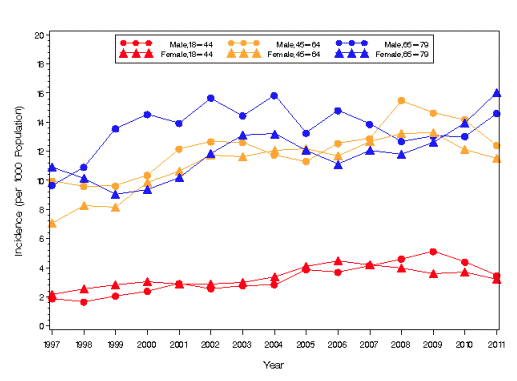 20
18
16
14
12
10
8
6
4
2
0
Incidence (per 1000 Population)
Male,18-44 Male,45-64 Male,65-79
Female,18-44 Female,45-64 Female,65-79
1997 1998 1999 2000 2001 2002 2003 2004 2005 2006 2007 2008 2009 2010 2011
Year